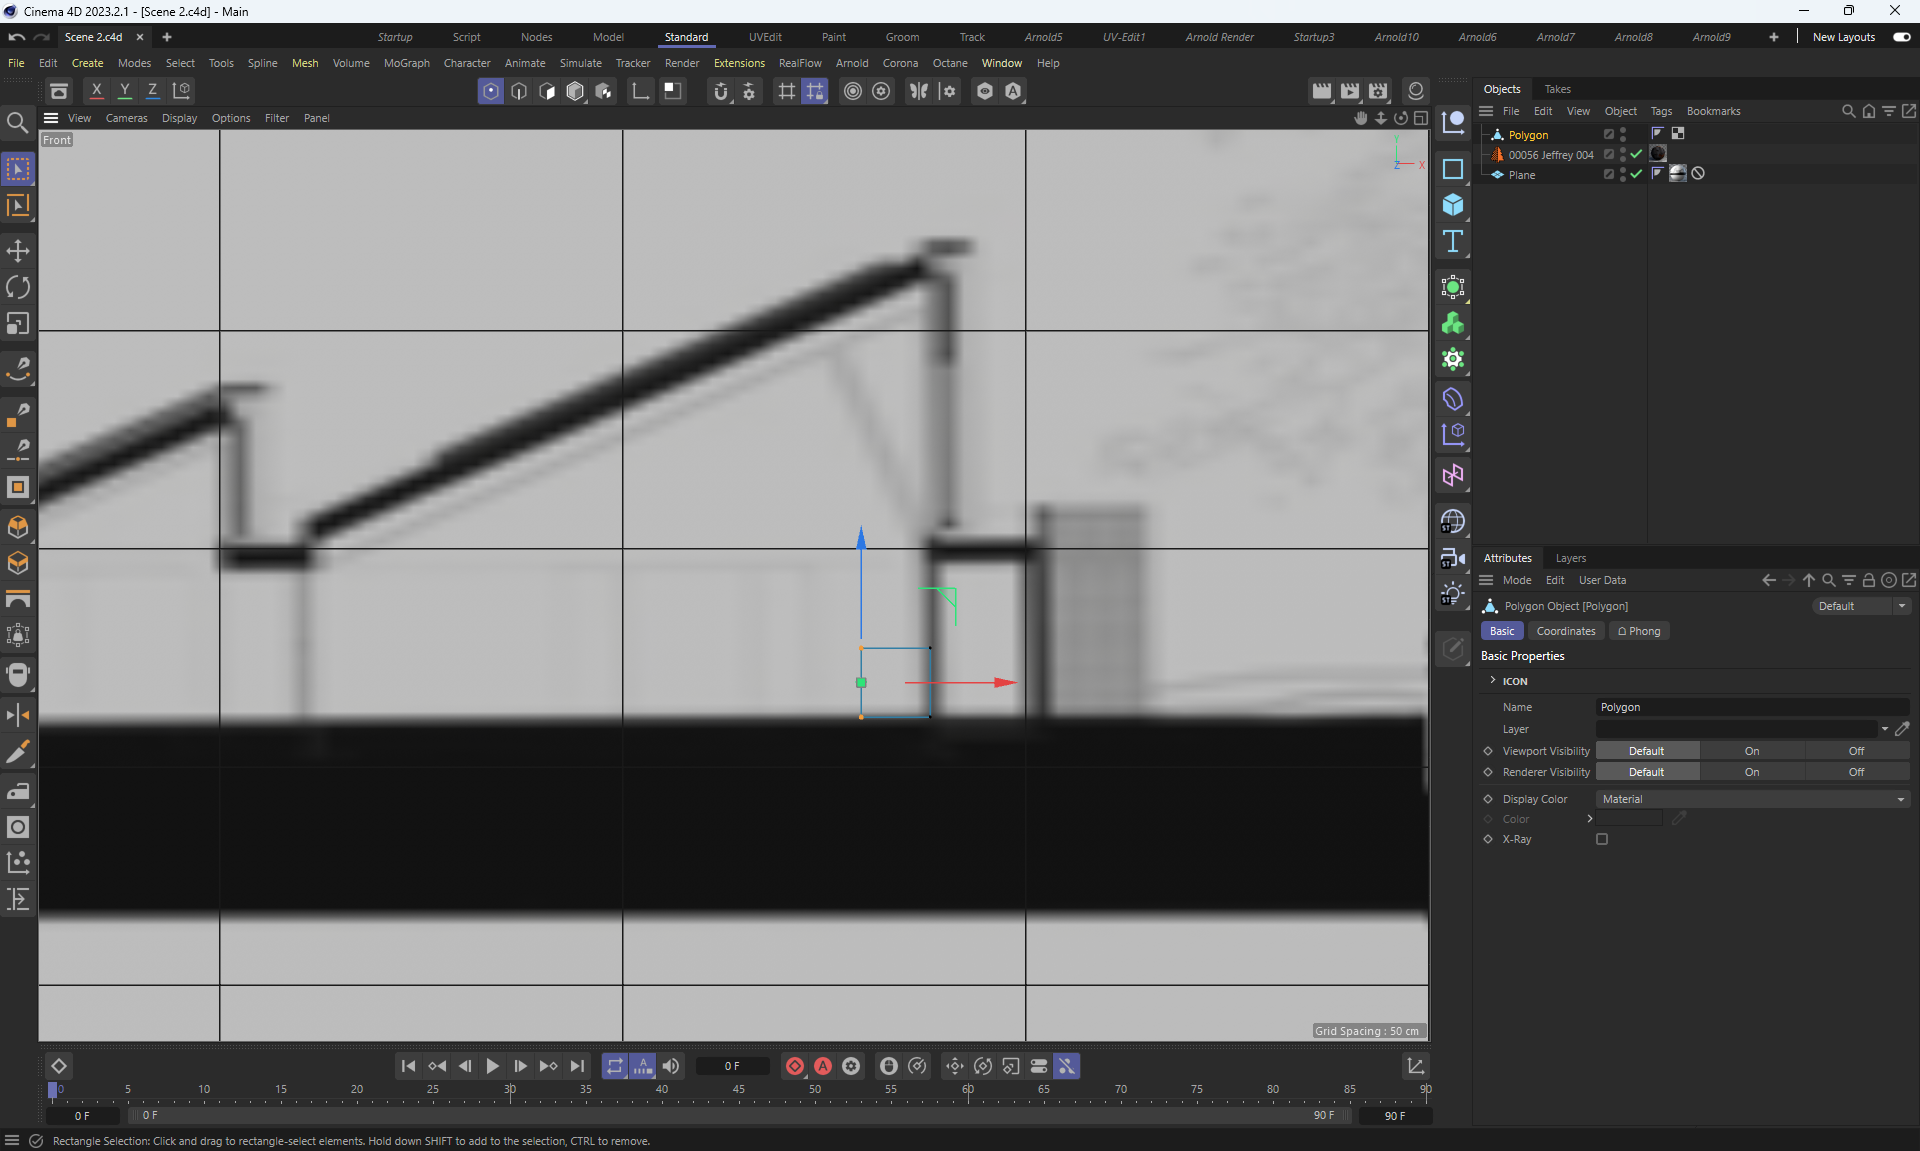 Cinema 4D 2023.2.1 - [Scene 2.c4d] - Main
Scene 2.c4d
Startup Script Nodes Model Standard UVEdit Paint Groom Track Arnold5 UV-Edit1 Arnold Render Startup3 Arnold10 Arnold6 Arnold7 Arnold8 Arnold9 New Layouts
File Edit Create Modes Select Tools Spline Mesh Volume MoGraph Character Animate Simulate Tracker Render Extensions RealFlow Arnold Corona Octane Window Help
X Y Z
Objects Takes
View Cameras Display Options Filter Panel
File Edit View Object Tags Bookmarks
Front
Polygon
00056 Jeffrey 004
Plane
Y
Z X
ST
ST
ST
Attributes Layers
Mode Edit User Data
Polygon Object [Polygon]
Default
Basic Coordinates Phong
Basic Properties
ICON
Name Polygon
Layer
Viewport Visibility Default On Off
Renderer Visibility Default On Off
Display Color Material
Color
X-Ray
Grid Spacing : 50 cm
0 F
0 5 10 15 20 25 30 35 40 45 50 55 60 65 70 75 80 85 90
0 F 0 F 90 F 90 F
Rectangle Selection: Click and drag to rectangle-select elements. Hold down SHIFT to add to the selection, CTRL to remove.